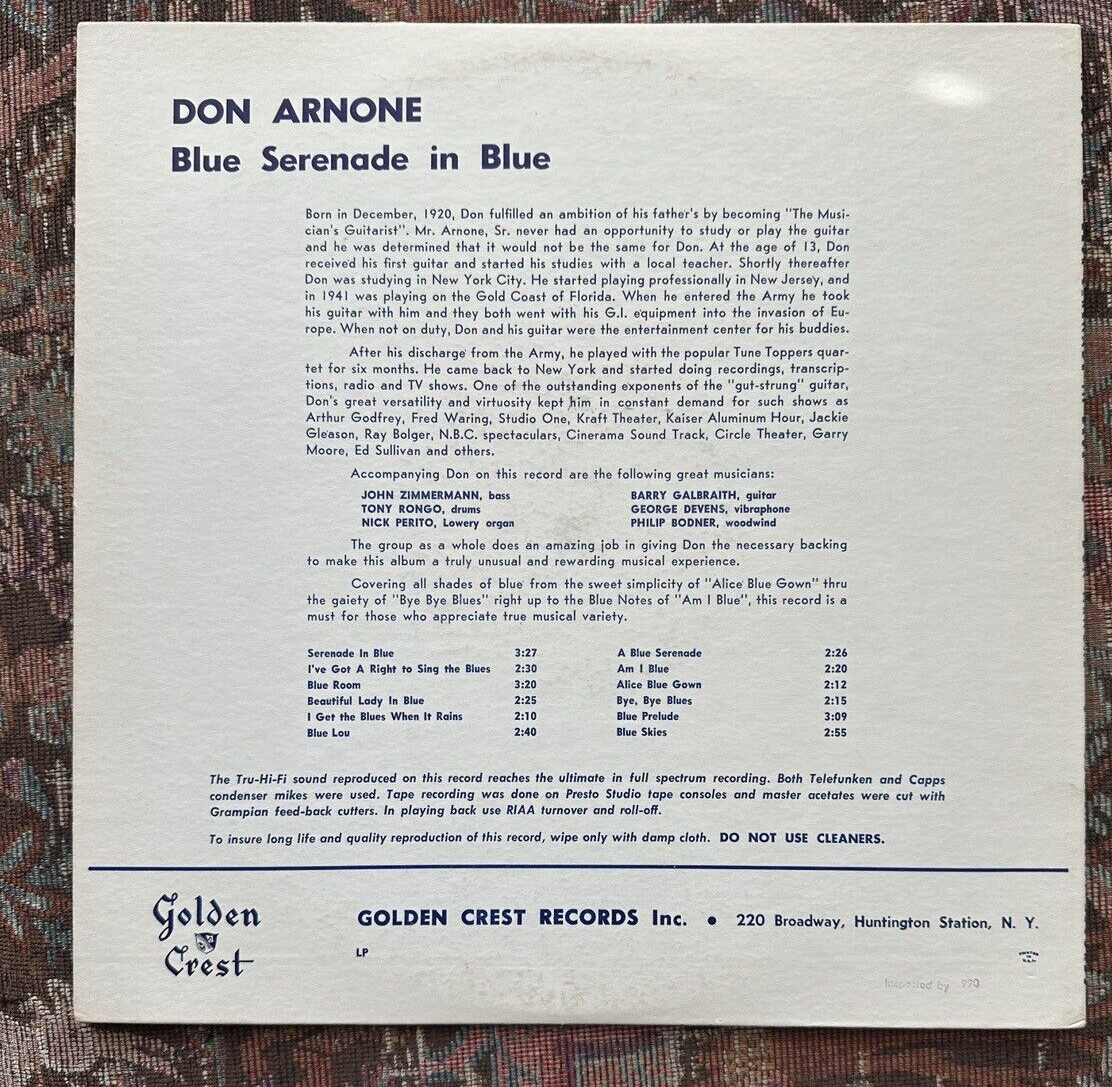 DON ARNONE
Blue Serenade in Blue
Born in December, 1920, Don fulfilled an ambition of his father's by becoming "The Musi-
cian's Guitarist". Mr. Arnone, Sr. never had an opportunity to study or play the guitar
and he was determined that it would not be the same for Don. At the age of 13, Don
received his first guitar and started his studies with a local teacher. Shortly thereafter
Don was studying in New York City. He started playing professionally in New Jersey, and
in 1941 was playing on the Gold Coast of Florida. When he entered the Army he took
his guitar with him and they both went with his G.I. equipment into the invasion of Eu-
rope. When not on duty, Don and his guitar were the entertainment center for his buddies.
After his discharge from the Army, he played with the popular Tune Toppers quar-
tet for six months. He came back to New York and started doing recordings, transcrip-
tions, radio and TV shows. One of the outstanding exponents of the "gut-strung" guitar,
Don's great versatility and virtuosity kept him in constant demand for such shows as
Arthur Godfrey, Fred Waring, Studio One, Kraft Theater, Kaiser Aluminum Hour, Jackie
Gleason, Ray Bolger, N.B.C. spectaculars, Cinerama Sound Track, Circle Theater, Garry
Moore, Ed Sullivan and others.
Accompanying Don on this record are the following great musicians:
JOHN ZIMMERMANN, bass
TONY RONGO, drums
NICK PERITO, Lowery organ
BARRY GALBRAITH, guitar
GEORGE DEVENS, vibraphone
PHILIP BODNER, woodwind
The group as a whole does an amazing job in giving Don the necessary backing
to make this album a truly unusual and rewarding musical experience.
Covering all shades of blue from the sweet simplicity of "Alice Blue Gown" thru
the gaiety of "Bye Bye Blues" right up to the Blue Notes of "Am I Blue", this record is a
must for those who appreciate true musical variety.
Serenade In Blue 3:27
I've Got A Right to Sing the Blues 2:30
Blue Room 3:20
Beautiful Lady In Blue 2:25
I Get the Blues When It Rains 2:10
Blue Lou 2:40
A Blue Serenade 2:26
Am I Blue 2:20
Alice Blue Gown 2:12
Bye, Bye Blues 2:15
Blue Prelude 3:09
Blue Skies 2:55
The Tru-Hi-Fi sound reproduced on this record reaches the ultimate in full spectrum recording. Both Telefunken and Capps
condenser mikes were used. Tape recording was done on Presto Studio tape consoles and master acetates were cut with
Grampian feed-back cutters. In playing back use RIAA turnover and roll-off.
To insure long life and quality reproduction of this record, wipe only with damp cloth. DO NOT USE CLEANERS.
Golden
Crest
GOLDEN CREST RECORDS Inc. • 220 Broadway, Huntington Station, N. Y.
LP
Inspected by